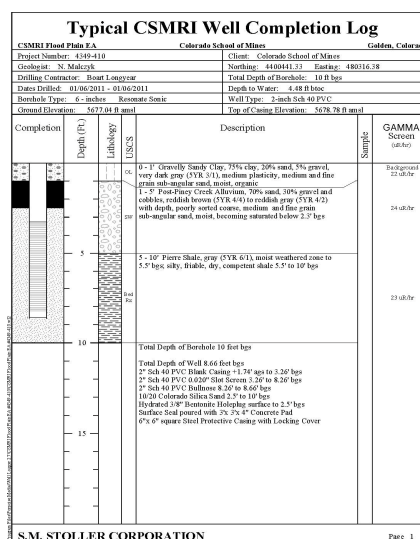 Typical CSMRI Well Completion Log
CSMRI Flood Plain EA Colorado School of Mines Golden, Colorad
Project Number: 4349-410 Client: Colorado School of Mines
Geologist: N. Malczyk Northing: 4400441.33 Easting: 480316.38
Drilling Contractor: Boart Longyear Total Depth of Borehole: 10 ft bgs
Dates Drilled: 01/06/2011 - 01/06/2011 Depth to Water: 4.48 ft btoc
Borehole Type: 6 - inches Resonate Sonic Well Type: 2-inch Sch 40 PVC
Ground Elevation: 5677.04 ft amsl Top of Casing Elevation: 5678.78 ft amsl
Completion Depth (Ft.) Lithology USCS Description Sample GAMMA
Screen
(uR/hr)
OL 0 - 1' Gravelly Sandy Clay, 75% clay, 20% sand, 5% gravel, Background
very dark gray (5YR 3/1), medium plasticity, medium and fine 22 uR/hr
grain sub-angular sand, moist, organic
1 - 5' Post-Piney Creek Alluvium, 70% sand, 30% gravel and
cobbles, reddish brown (5YR 4/4) to reddish gray (5YR 4/2)
with depth, poorly sorted coarse, medium and fine grain 24 uR/hr
SW sub-angular sand, moist, becoming saturated below 2.3' bgs
5 5 - 10' Pierre Shale, gray (5YR 6/1), moist weathered zone to
5.5' bgs; silty, friable, dry, competent shale 5.5' to 10' bgs
Bed
Rx 23 uR/hr
10 Total Depth of Borehole 10 feet bgs
Total Depth of Well 8.66 feet bgs
2" Sch 40 PVC Blank Casing +1.74' ags to 3.26' bgs
2" Sch 40 PVC 0.020" Slot Screen 3.26' to 8.26' bgs
2" Sch 40 PVC Bullnose 8.26' to 8.66' bgs
10/20 Colorado Silica Sand 2.5' to 10' bgs
Hydrated 3/8" Bentonite Holeplug surface to 2.5' bgs
Surface Seal poured with 3'x 3'x 4" Concrete Pad
6"x 6" square Steel Protective Casing with Locking Cover
15
S.M. STOLLER CORPORATION Page 1